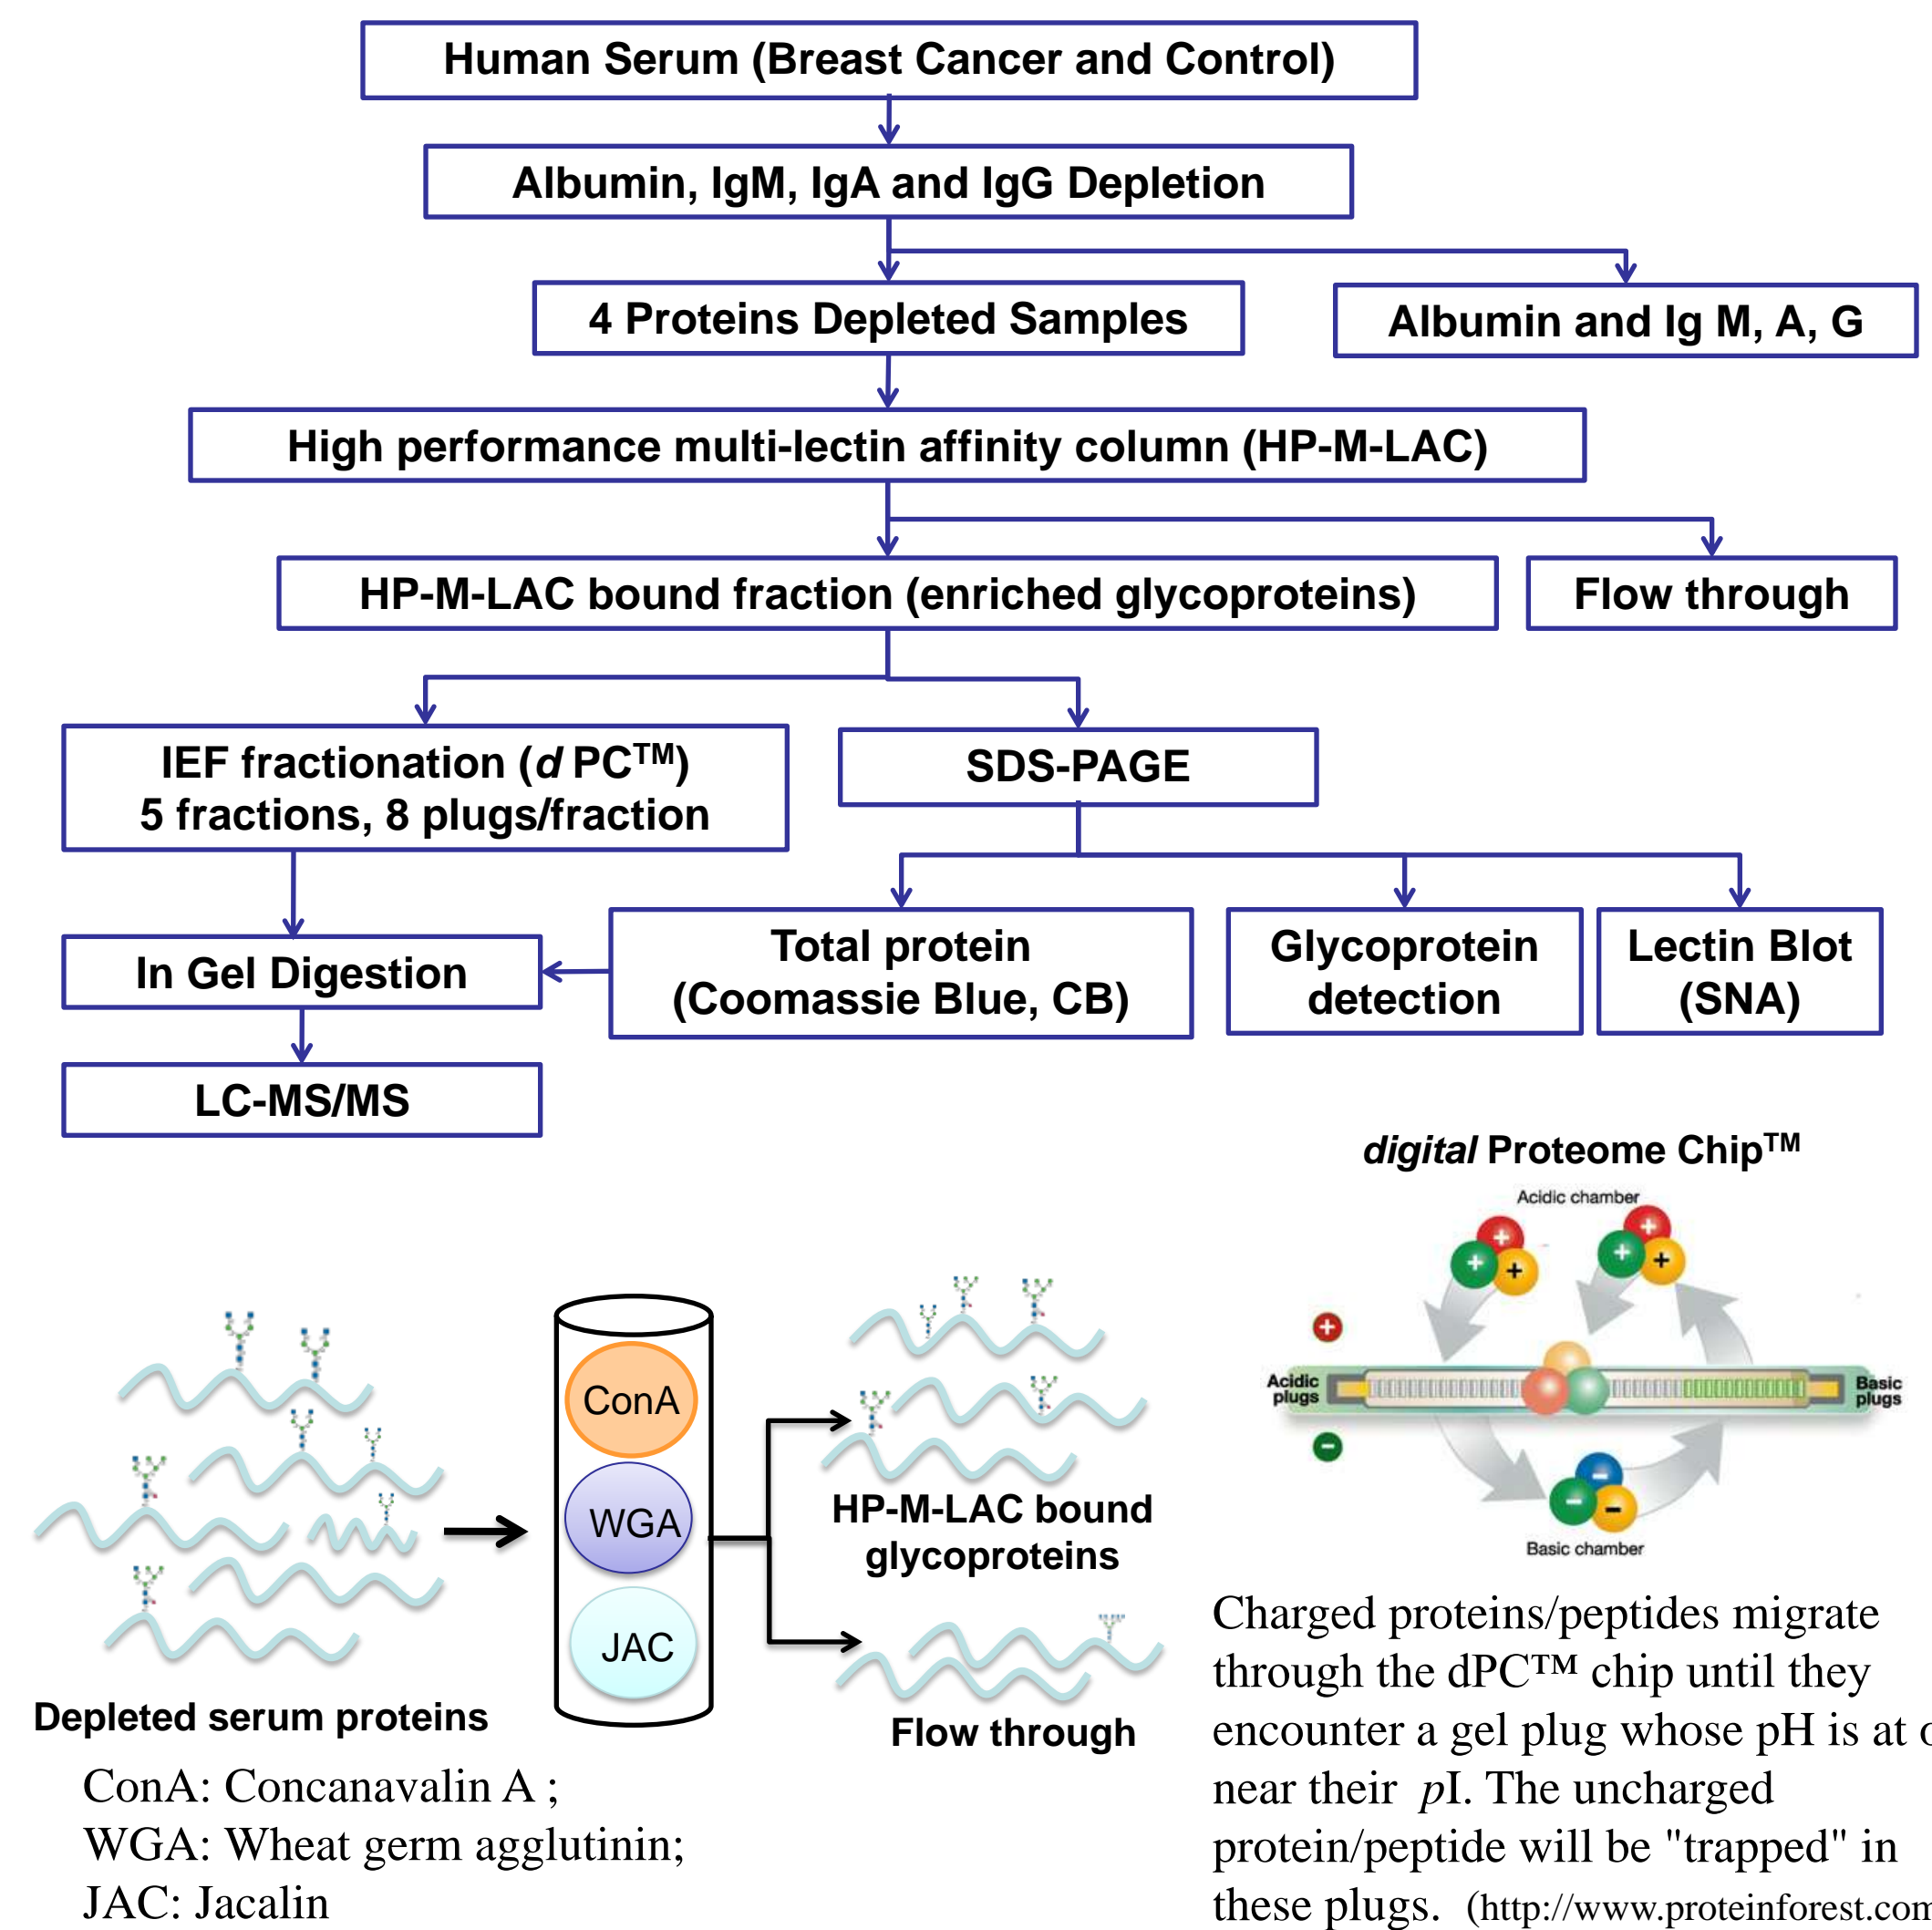 Human Serum (Breast Cancer and Control)
Albumin, IgM, IgA and IgG Depletion
4 Proteins Depleted Samples
Albumin and Ig M, A, G
High performance multi-lectin affinity column (HP-M-LAC)
HP-M-LAC bound fraction (enriched glycoproteins)
Flow through
IEF fractionation (d PC™)
5 fractions, 8 plugs/fraction
SDS-PAGE
In Gel Digestion
Total protein
(Coomassie Blue, CB)
Glycoprotein
detection
Lectin Blot
(SNA)
LC-MS/MS
digital Proteome Chip™
Acidic chamber
+ + +
+ + +
+
Acidic
plugs
Basic
plugs
-
- - -
Basic chamber
ConA
WGA
JAC
HP-M-LAC bound
glycoproteins
Flow through
Depleted serum proteins
ConA: Concanavalin A ;
WGA: Wheat germ agglutinin;
JAC: Jacalin
Charged proteins/peptides migrate
through the dPC™ chip until they
encounter a gel plug whose pH is at
near their pI. The uncharged
protein/peptide will be "trapped" in
these plugs. (http://www.proteinforest.com